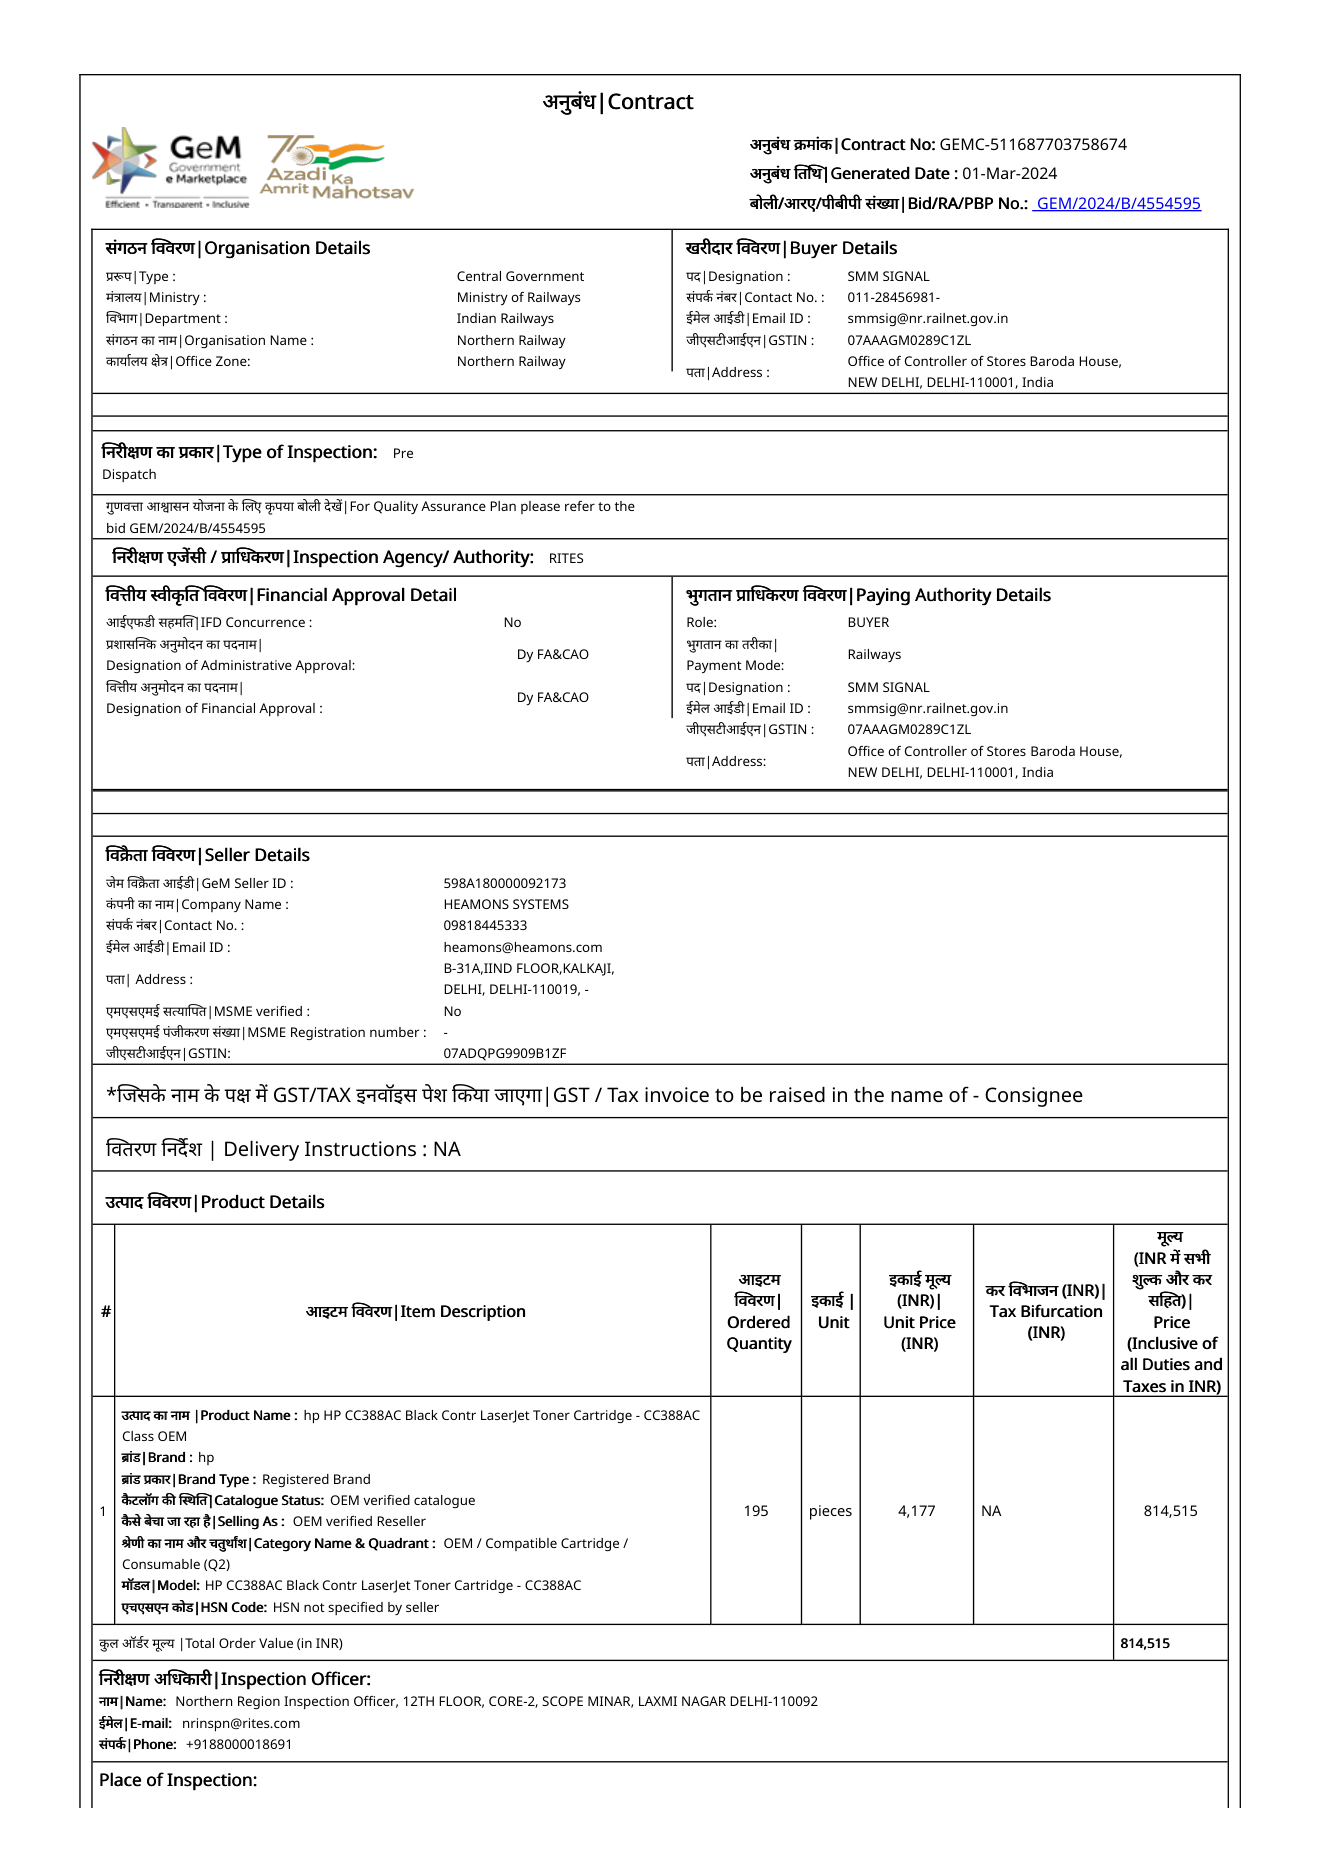 अनुबंध|Contract
GeM
Government
e Marketplace
Efficient • Transparent • Inclusive
75
Azadi Ka
Amrit Mahotsav
अनुबंध क्रमांक|Contract No: GEMC-511687703758674
अनुबंध तिथि|Generated Date : 01-Mar-2024
बोली/आरए/पीबीपी संख्या|Bid/RA/PBP No.: GEM/2024/B/4554595
संगठन विवरण|Organisation Details
प्ररूप|Type : Central Government
मंत्रालय|Ministry : Ministry of Railways
विभाग|Department : Indian Railways
संगठन का नाम|Organisation Name : Northern Railway
कार्यालय क्षेत्र|Office Zone: Northern Railway
खरीदार विवरण|Buyer Details
पद|Designation : SMM SIGNAL
संपर्क नंबर|Contact No. : 011-28456981-
ईमेल आईडी|Email ID : smmsig@nr.railnet.gov.in
जीएसटीआईएन|GSTIN : 07AAAGM0289C1ZL
पता|Address : Office of Controller of Stores Baroda House,
NEW DELHI, DELHI-110001, India
निरीक्षण का प्रकार|Type of Inspection: Pre
Dispatch
गुणवत्ता आश्वासन योजना के लिए कृपया बोली देखें|For Quality Assurance Plan please refer to the
bid GEM/2024/B/4554595
निरीक्षण एजेंसी / प्राधिकरण|Inspection Agency/ Authority: RITES
वित्तीय स्वीकृति विवरण|Financial Approval Detail
आईएफडी सहमति|IFD Concurrence : No
प्रशासनिक अनुमोदन का पदनाम|
Designation of Administrative Approval: Dy FA&CAO
वित्तीय अनुमोदन का पदनाम|
Designation of Financial Approval : Dy FA&CAO
भुगतान प्राधिकरण विवरण|Paying Authority Details
Role: BUYER
भुगतान का तरीका|
Payment Mode: Railways
पद|Designation : SMM SIGNAL
ईमेल आईडी|Email ID : smmsig@nr.railnet.gov.in
जीएसटीआईएन|GSTIN : 07AAAGM0289C1ZL
पता|Address: Office of Controller of Stores Baroda House,
NEW DELHI, DELHI-110001, India
विक्रेता विवरण|Seller Details
जेम विक्रेता आईडी|GeM Seller ID : 598A180000092173
कंपनी का नाम|Company Name : HEAMONS SYSTEMS
संपर्क नंबर|Contact No. : 09818445333
ईमेल आईडी|Email ID : heamons@heamons.com
पता| Address : B-31A,IIND FLOOR,KALKAJI,
DELHI, DELHI-110019, -
एमएसएमई सत्यापित|MSME verified : No
एमएसएमई पंजीकरण संख्या|MSME Registration number : -
जीएसटीआईएन|GSTIN: 07ADQPG9909B1ZF
*जिसके नाम के पक्ष में GST/TAX इनवॉइस पेश किया जाएगा|GST / Tax invoice to be raised in the name of - Consignee
वितरण निर्देश | Delivery Instructions : NA
उत्पाद विवरण|Product Details
#
आइटम विवरण|Item Description
आइटम
विवरण|
Ordered
Quantity
इकाई |
Unit
इकाई मूल्य
(INR)|
Unit Price
(INR)
कर विभाजन (INR)|
Tax Bifurcation
(INR)
मूल्य
(INR में सभी
शुल्क और कर
सहित)|
Price
(Inclusive of
all Duties and
Taxes in INR)
1
उत्पाद का नाम |Product Name : hp HP CC388AC Black Contr LaserJet Toner Cartridge - CC388AC
Class OEM
ब्रांड|Brand : hp
ब्रांड प्रकार|Brand Type : Registered Brand
कैटलॉग की स्थिति|Catalogue Status: OEM verified catalogue
कैसे बेचा जा रहा है|Selling As : OEM verified Reseller
श्रेणी का नाम और चतुर्थांश|Category Name & Quadrant : OEM / Compatible Cartridge /
Consumable (Q2)
मॉडल|Model: HP CC388AC Black Contr LaserJet Toner Cartridge - CC388AC
एचएसएन कोड|HSN Code: HSN not specified by seller
195
pieces
4,177
NA
814,515
कुल ऑर्डर मूल्य |Total Order Value (in INR) 814,515
निरीक्षण अधिकारी|Inspection Officer:
नाम|Name: Northern Region Inspection Officer, 12TH FLOOR, CORE-2, SCOPE MINAR, LAXMI NAGAR DELHI-110092
ईमेल|E-mail: nrinspn@rites.com
संपर्क|Phone: +9188000018691
Place of Inspection: